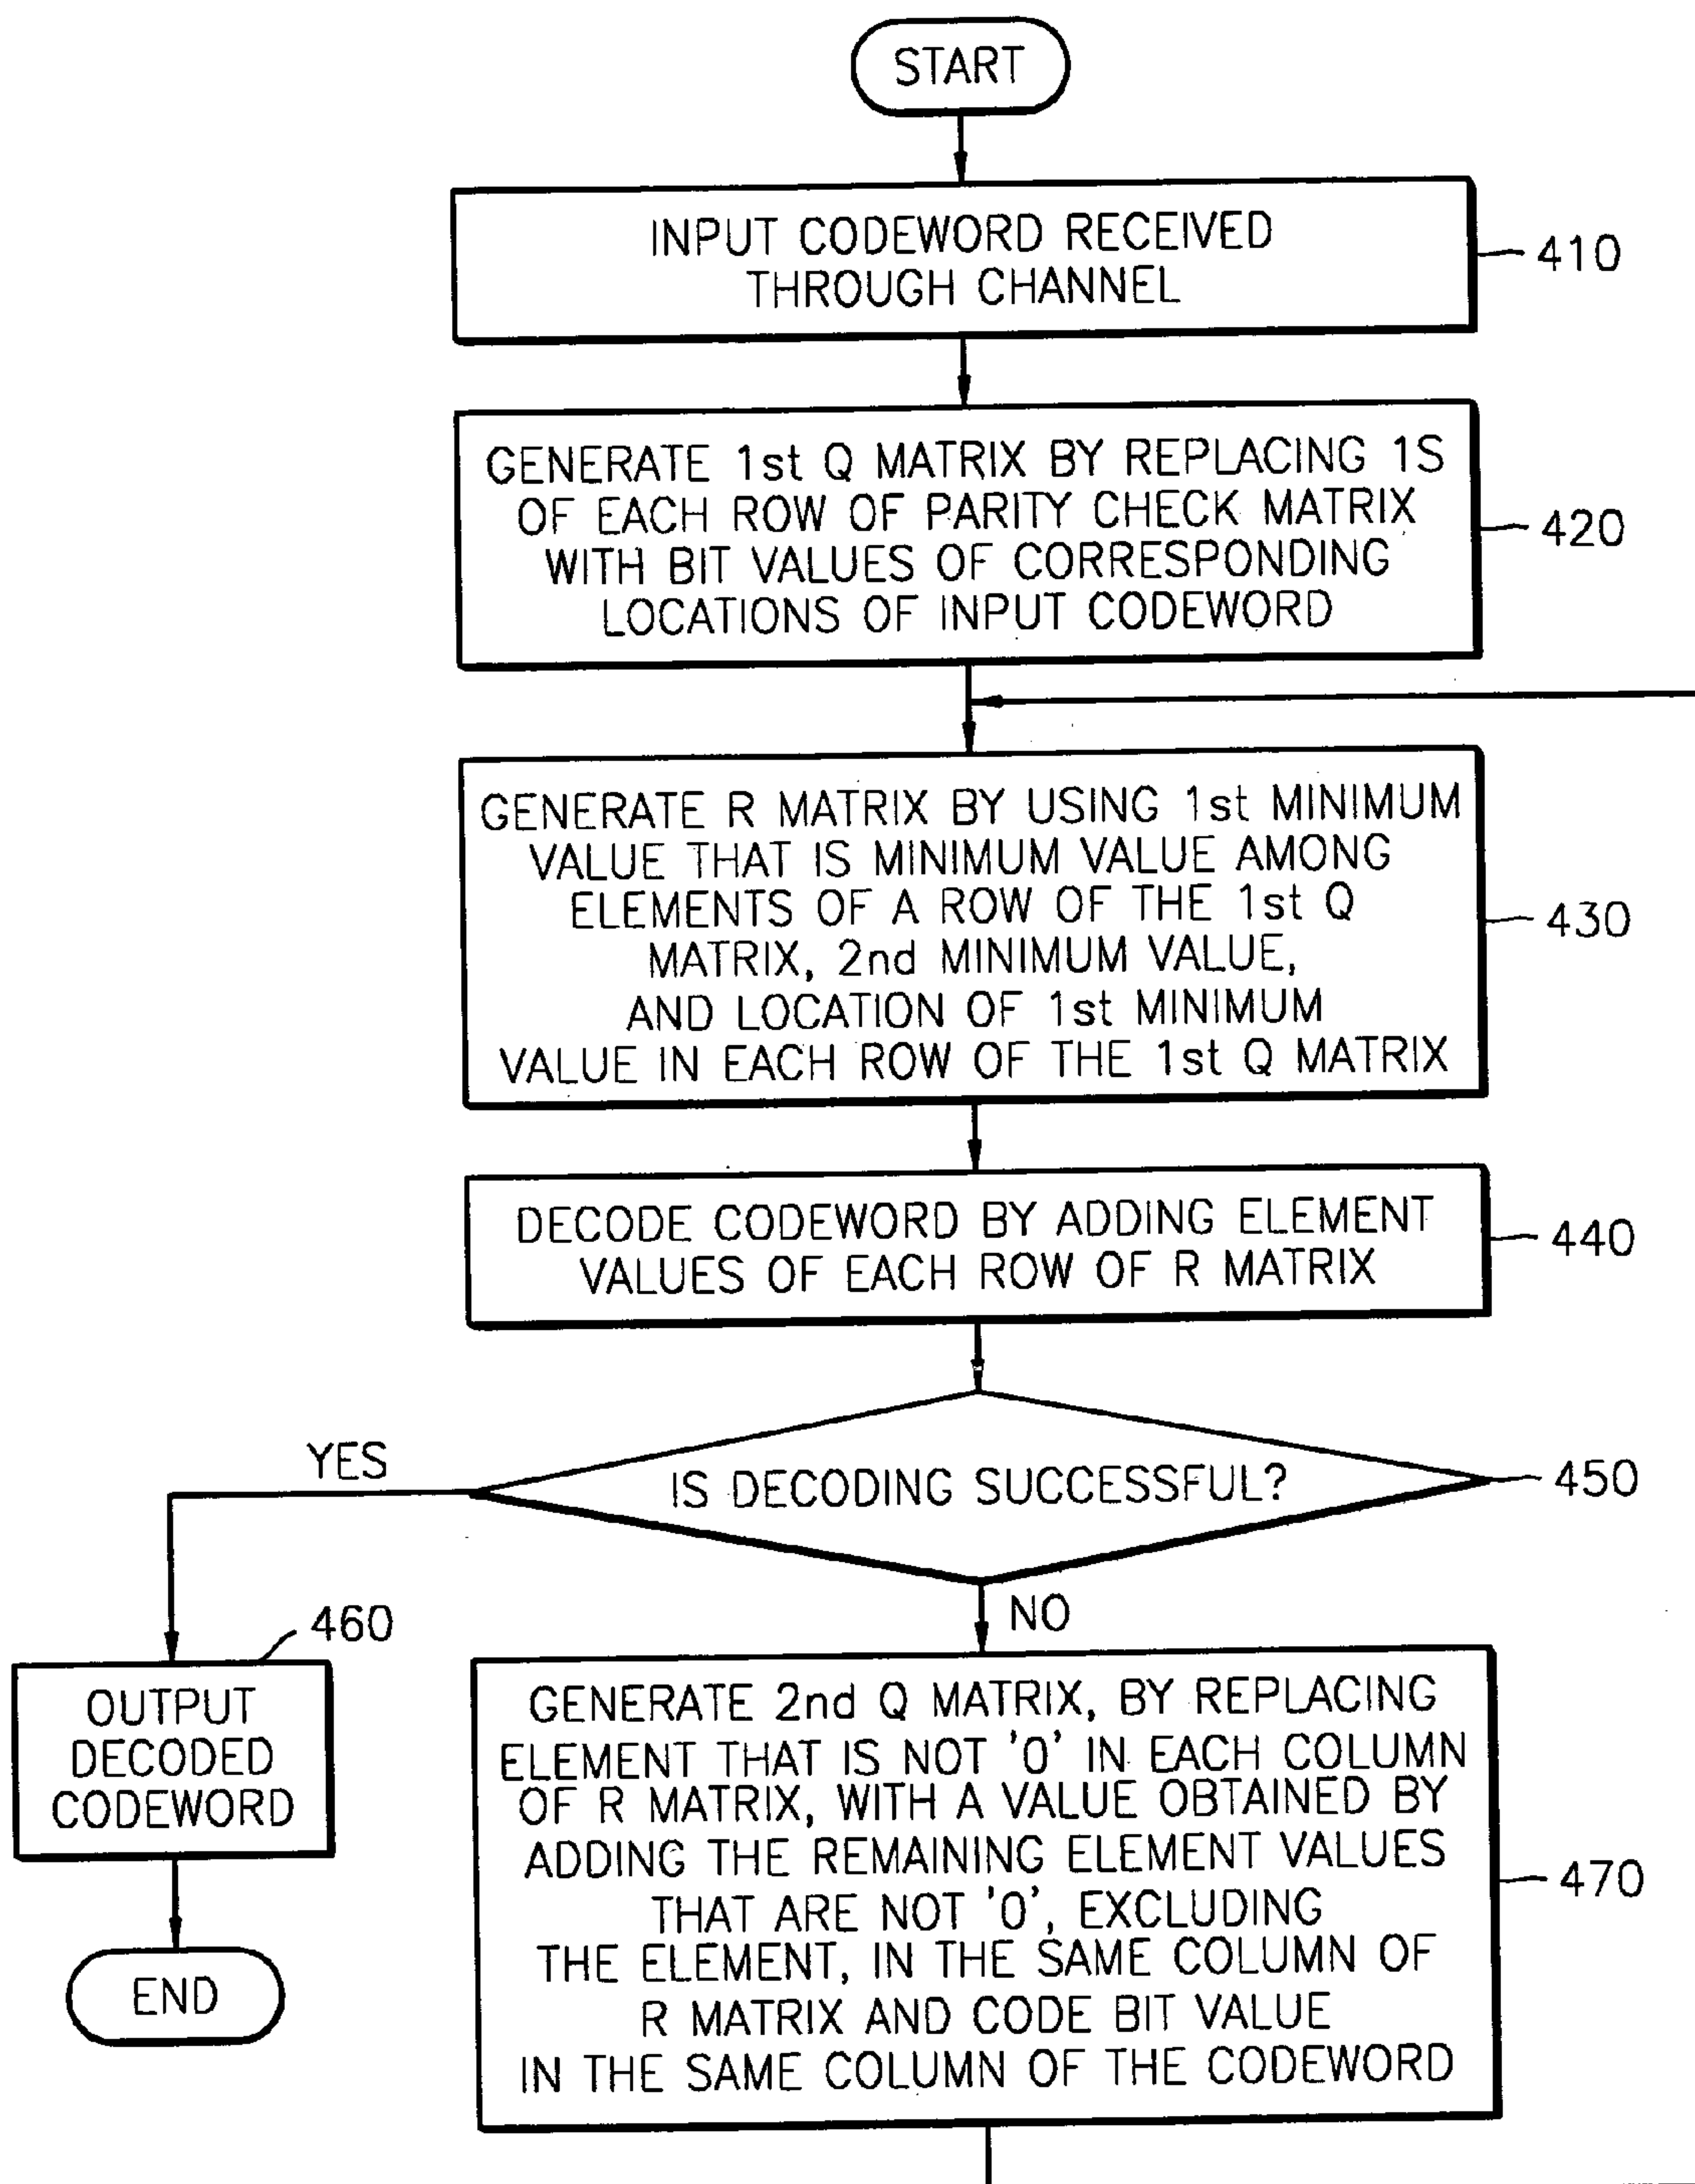 START
INPUT CODEWORD RECEIVED
THROUGH CHANNEL
410
GENERATE 1st Q MATRIX BY REPLACING 1S
OF EACH ROW OF PARITY CHECK MATRIX
WITH BIT VALUES OF CORRESPONDING
LOCATIONS OF INPUT CODEWORD
420
GENERATE R MATRIX BY USING 1st MINIMUM
VALUE THAT IS MINIMUM VALUE AMONG
ELEMENTS OF A ROW OF THE 1st Q
MATRIX, 2nd MINIMUM VALUE,
AND LOCATION OF 1st MINIMUM
VALUE IN EACH ROW OF THE 1st Q MATRIX
430
DECODE CODEWORD BY ADDING ELEMENT
VALUES OF EACH ROW OF R MATRIX
440
YES
IS DECODING SUCCESSFUL?
450
NO
460
OUTPUT
DECODED
CODEWORD
END
GENERATE 2nd Q MATRIX, BY REPLACING
ELEMENT THAT IS NOT '0' IN EACH COLUMN
OF R MATRIX, WITH A VALUE OBTAINED BY
ADDING THE REMAINING ELEMENT VALUES
THAT ARE NOT '0', EXCLUDING
THE ELEMENT, IN THE SAME COLUMN OF
R MATRIX AND CODE BIT VALUE
IN THE SAME COLUMN OF THE CODEWORD
470